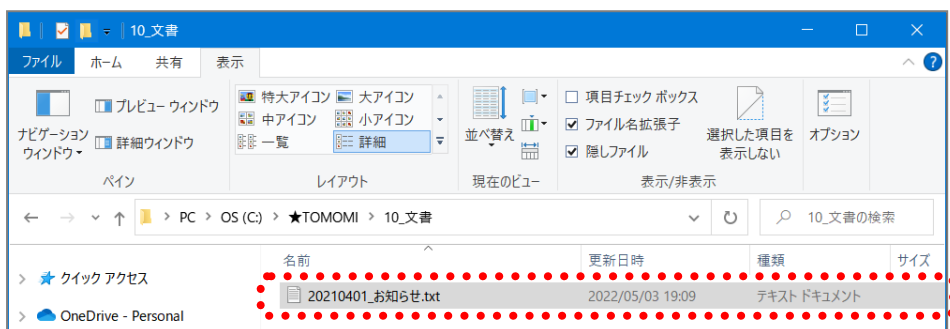 10_文書
ファイル ホーム 共有 表示
ナビゲーション ウィンドウ
プレビュー ウィンドウ
詳細ウィンドウ
ペイン
特大アイコン 大アイコン
中アイコン 小アイコン
一覧 詳細
レイアウト
並べ替え
現在のビュー
項目チェック ボックス
ファイル名拡張子
隠しファイル
選択した項目を
表示しない
表示/非表示
オプション
PC > OS (C:) > ★TOMOMI > 10_文書
10_文書の検索
名前 更新日時 種類 サイズ
クイック アクセス
20210401_お知らせ.txt 2022/05/03 19:09 テキスト ドキュメント
OneDrive - Personal